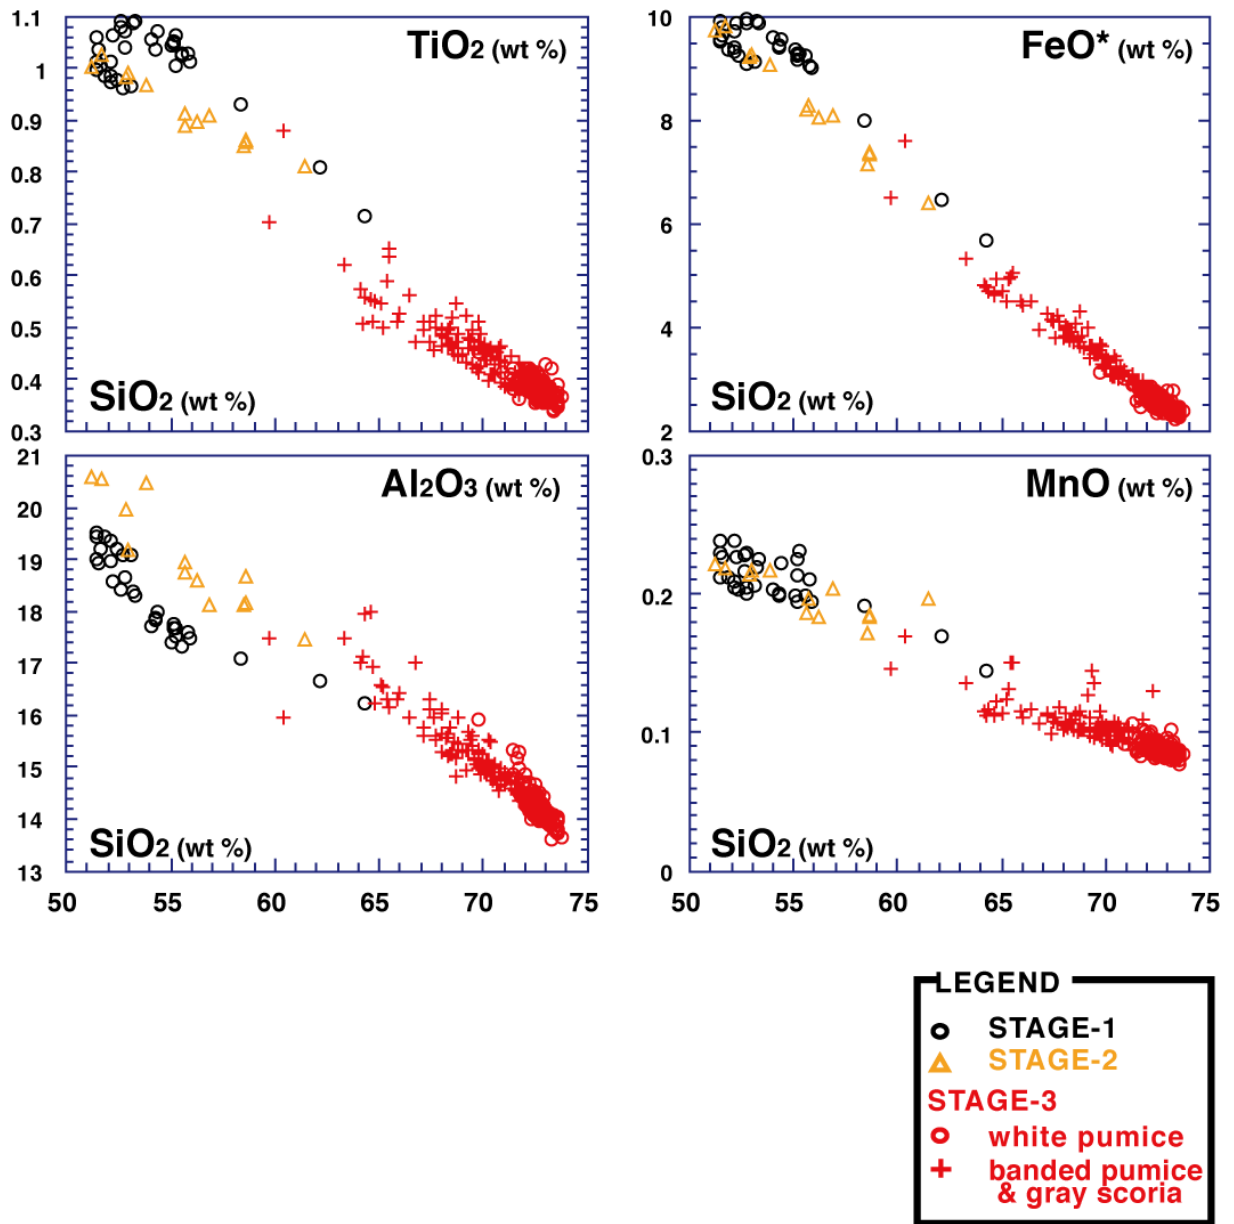 1.1
TiO2 (wt %)
1
0.9
0.8
0.7
0.6
0.5
0.4
SiO2 (wt %)
0.3
10
FeO* (wt %)
8
6
4
SiO2 (wt %)
2
21
Al2O3 (wt %)
20
19
18
17
16
15
14
SiO2 (wt %)
13
50 55 60 65 70 75
0.3
MnO (wt %)
0.2
0.1
SiO2 (wt %)
0
50 55 60 65 70 75
LEGEND
STAGE-1
STAGE-2
STAGE-3
white pumice
banded pumice
& gray scoria